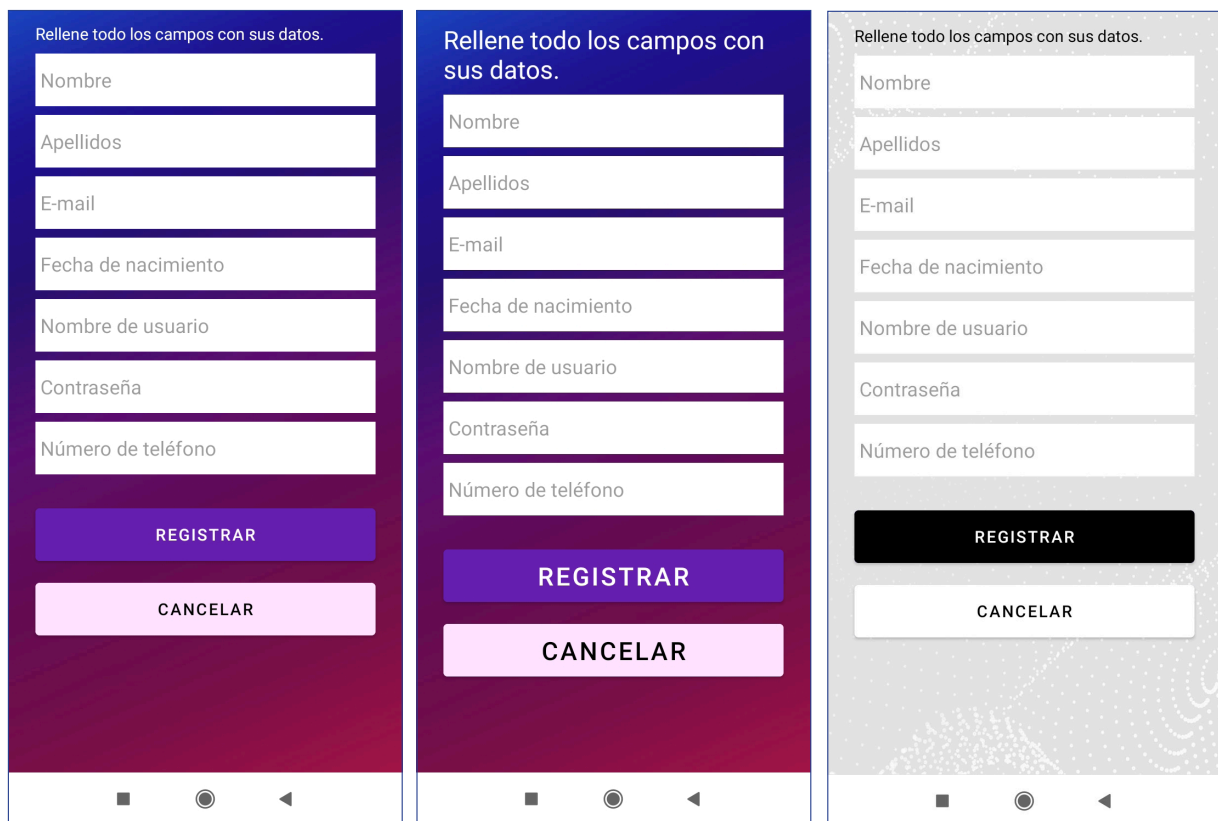 Rellene todo los campos con sus datos.
Nombre
Apellidos
E-mail
Fecha de nacimiento
Nombre de usuario
Contraseña
Número de teléfono
REGISTRAR
CANCELAR
Rellene todo los campos con
sus datos.
Nombre
Apellidos
E-mail
Fecha de nacimiento
Nombre de usuario
Contraseña
Número de teléfono
REGISTRAR
CANCELAR
Rellene todo los campos con sus datos.
Nombre
Apellidos
E-mail
Fecha de nacimiento
Nombre de usuario
Contraseña
Número de teléfono
REGISTRAR
CANCELAR